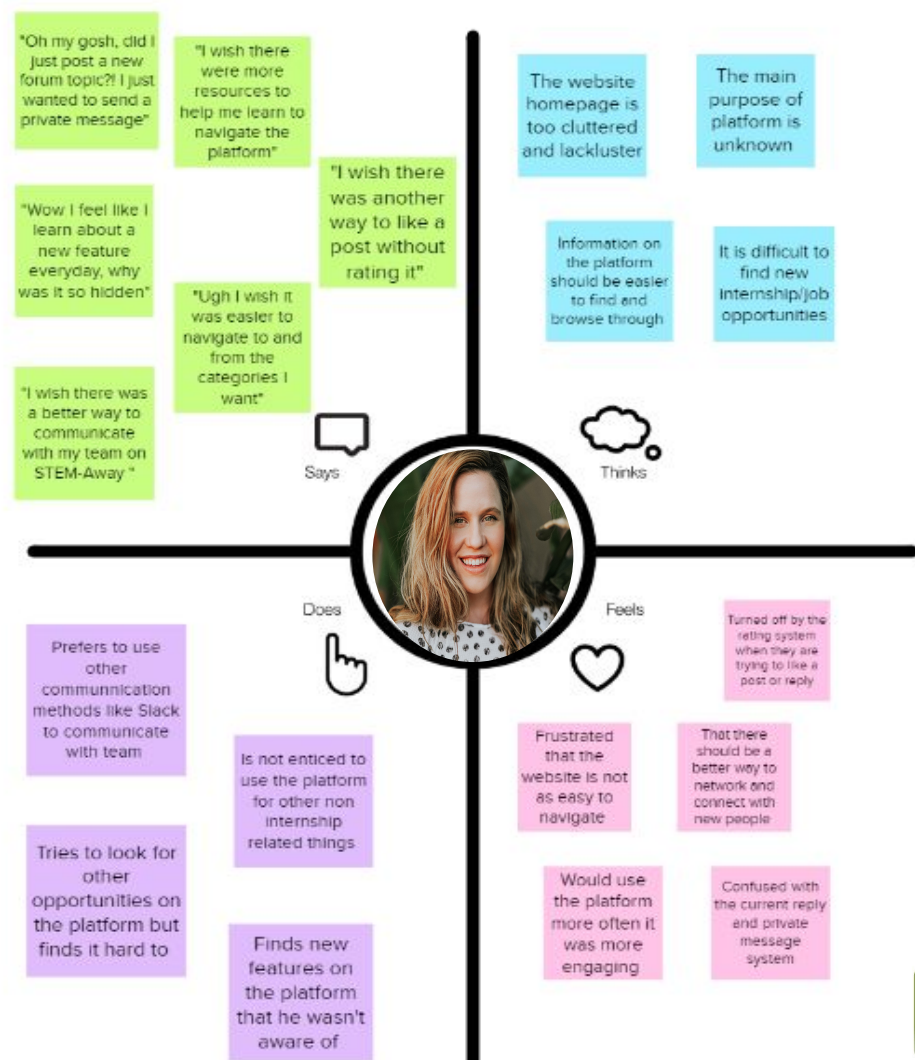 "Oh my gosh, did I
just post a new
forum topic?! I just
wanted to send a
private message"
"I wish there
were more
resources to
help me learn to
navigate the
platform"
"I wish there
was another
way to like a
post without
rating it"
"Wow I feel like I
learn about a
new feature
everyday, why
was it so hidden"
"Ugh I wish it
was easier to
navigate to and
from the
categories I
want"
"I wish there was
a better way to
communicate
with my team on
STEM-Away "
Says
The website
homepage is
too cluttered
and lackluster
The main
purpose of
platform is
unknown
Information on
the platform
should be easier
to find and
browse through
It is difficult to
find new
internship/job
opportunities
Thinks
Does
Prefers to use
other
communnication
methods like Slack
to communicate
with team
Is not enticed to
use the platform
for other non
internship
related things
Tries to look for
other
opportunities on
the platform but
finds it hard to
Finds new
features on
the platform
that he wasn't
aware of
Feels
Turned off by the
rating system
when they are
trying to like a
post or reply
Frustrated
that the
website is not
as easy to
navigate
That there
should be a
better way to
network and
connect with
new people
Would use
the platform
more often it
was more
engaging
Confused with
the current reply
and private
message
system